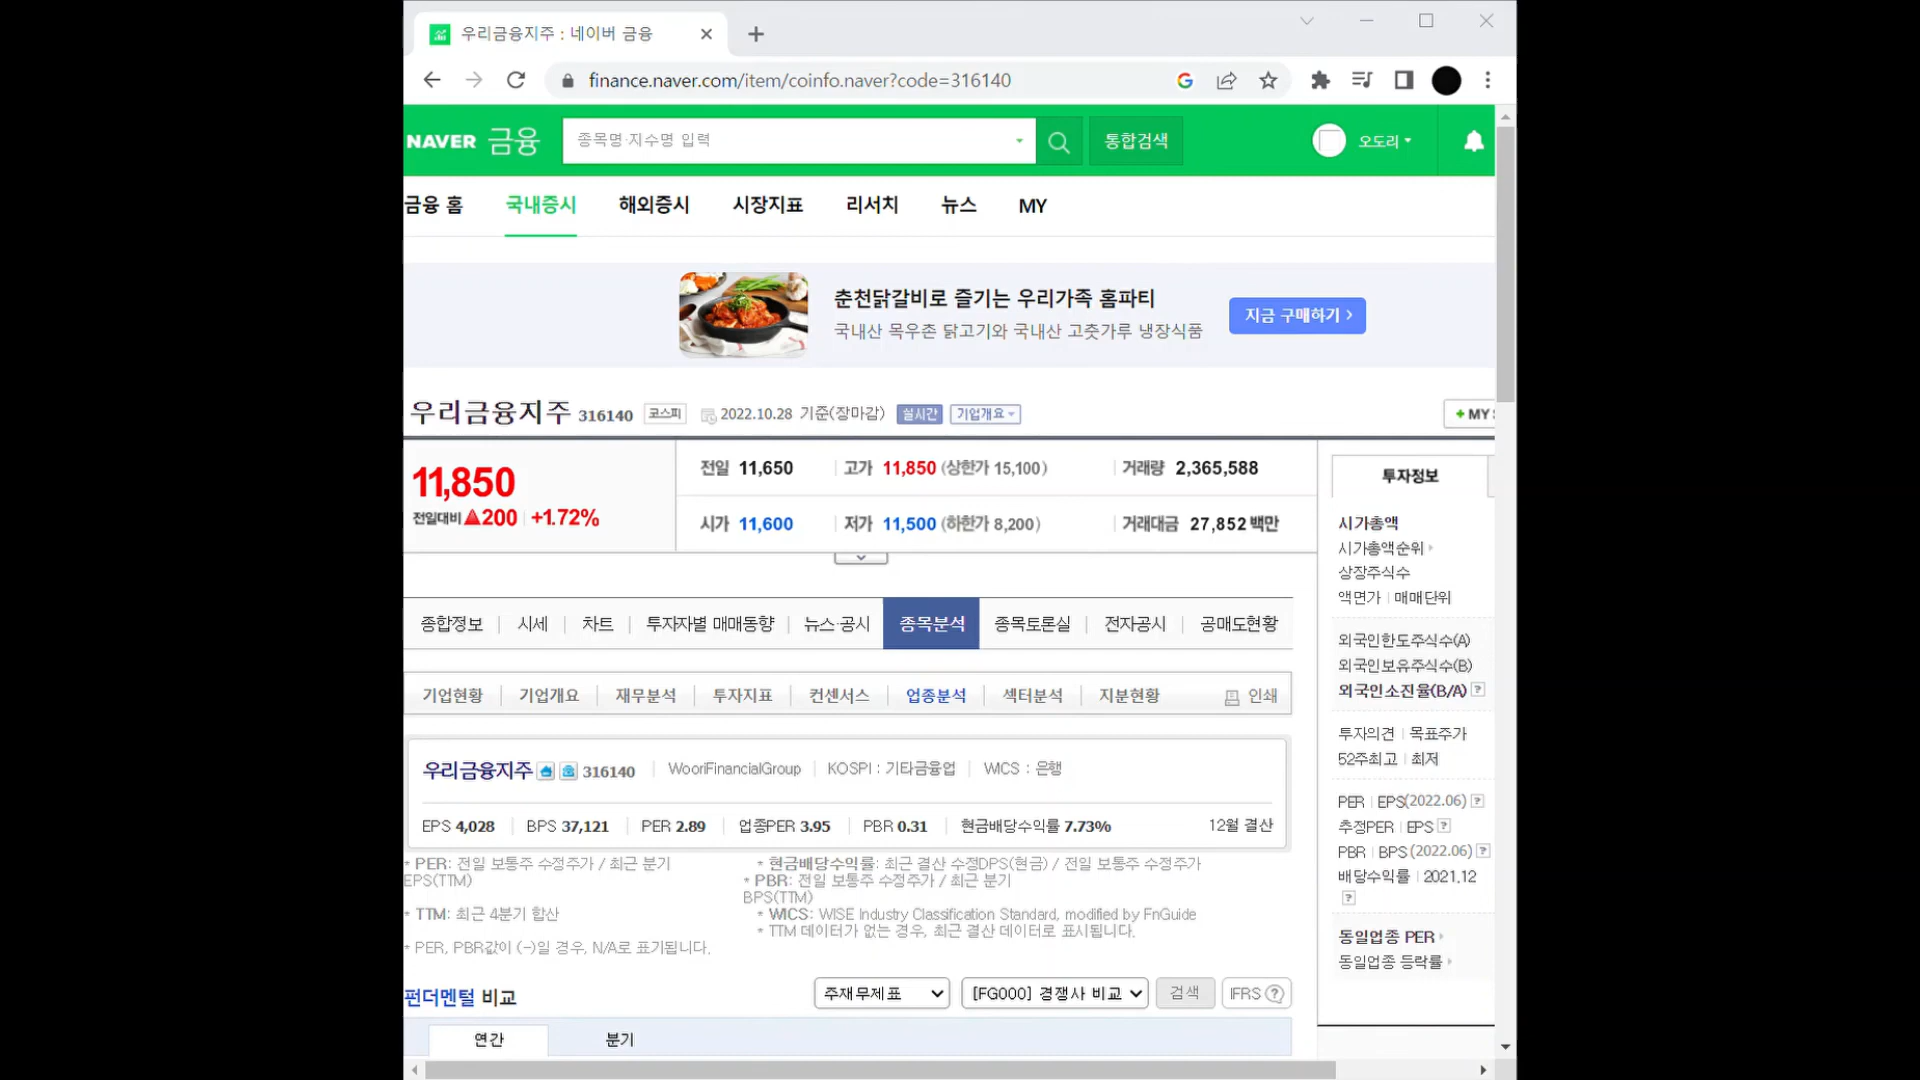 우리금융지주 : 네이버 금융
finance.naver.com/item/coinfo.naver?code=316140
NAVER 금융
종목명·지수명 입력
통합검색
오도리
금융 홈 국내증시 해외증시 시장지표 리서치 뉴스 MY
춘천닭갈비로 즐기는 우리가족 홈파티
국내산 목우촌 닭고기와 국내산 고춧가루 냉장식품
지금 구매하기 >
우리금융지주 316140 코스피 2022.10.28 기준(장마감) 실시간 기업개요
+ MY
11,850
전일대비 ▲200 +1.72%
전일 11,650 고가 11,850 (상한가 15,100) 거래량 2,365,588
시가 11,600 저가 11,500 (하한가 8,200) 거래대금 27,852 백만
종합정보 시세 차트 투자자별 매매동향 뉴스·공시 종목분석 종목토론실 전자공시 공매도현황
기업현황 기업개요 재무분석 투자지표 컨센서스 업종분석 섹터분석 지분현황 인쇄
우리금융지주 316140 WooriFinancialGroup KOSPI : 기타금융업 WICS : 은행
EPS 4,028 BPS 37,121 PER 2.89 업종PER 3.95 PBR 0.31 현금배당수익률 7.73% 12월 결산
* PER: 전일 보통주 수정주가 / 최근 분기
EPS(TTM)
* TTM: 최근 4분기 합산
* PER, PBR값이 (-)일 경우, N/A로 표기됩니다.
* 현금배당수익률: 최근 결산 수정DPS(현금) / 전일 보통주 수정주가
* PBR: 전일 보통주 수정주가 / 최근 분기
BPS(TTM)
* WICS: WISE Industry Classification Standard, modified by FnGuide
* TTM 데이터가 없는 경우, 최근 결산 데이터로 표시됩니다.
펀더멘털 비교
주재무제표 [FG000] 경쟁사 비교 검색 IFRS ?
연간 분기
투자정보
시가총액
시가총액순위
상장주식수
액면가 매매단위
외국인한도주식수(A)
외국인보유주식수(B)
외국인소진율(B/A) ?
투자의견 목표주가
52주최고 최저
PER EPS(2022.06) ?
추정PER EPS ?
PBR BPS (2022.06) ?
배당수익률 2021.12
?
동일업종 PER
동일업종 등락률